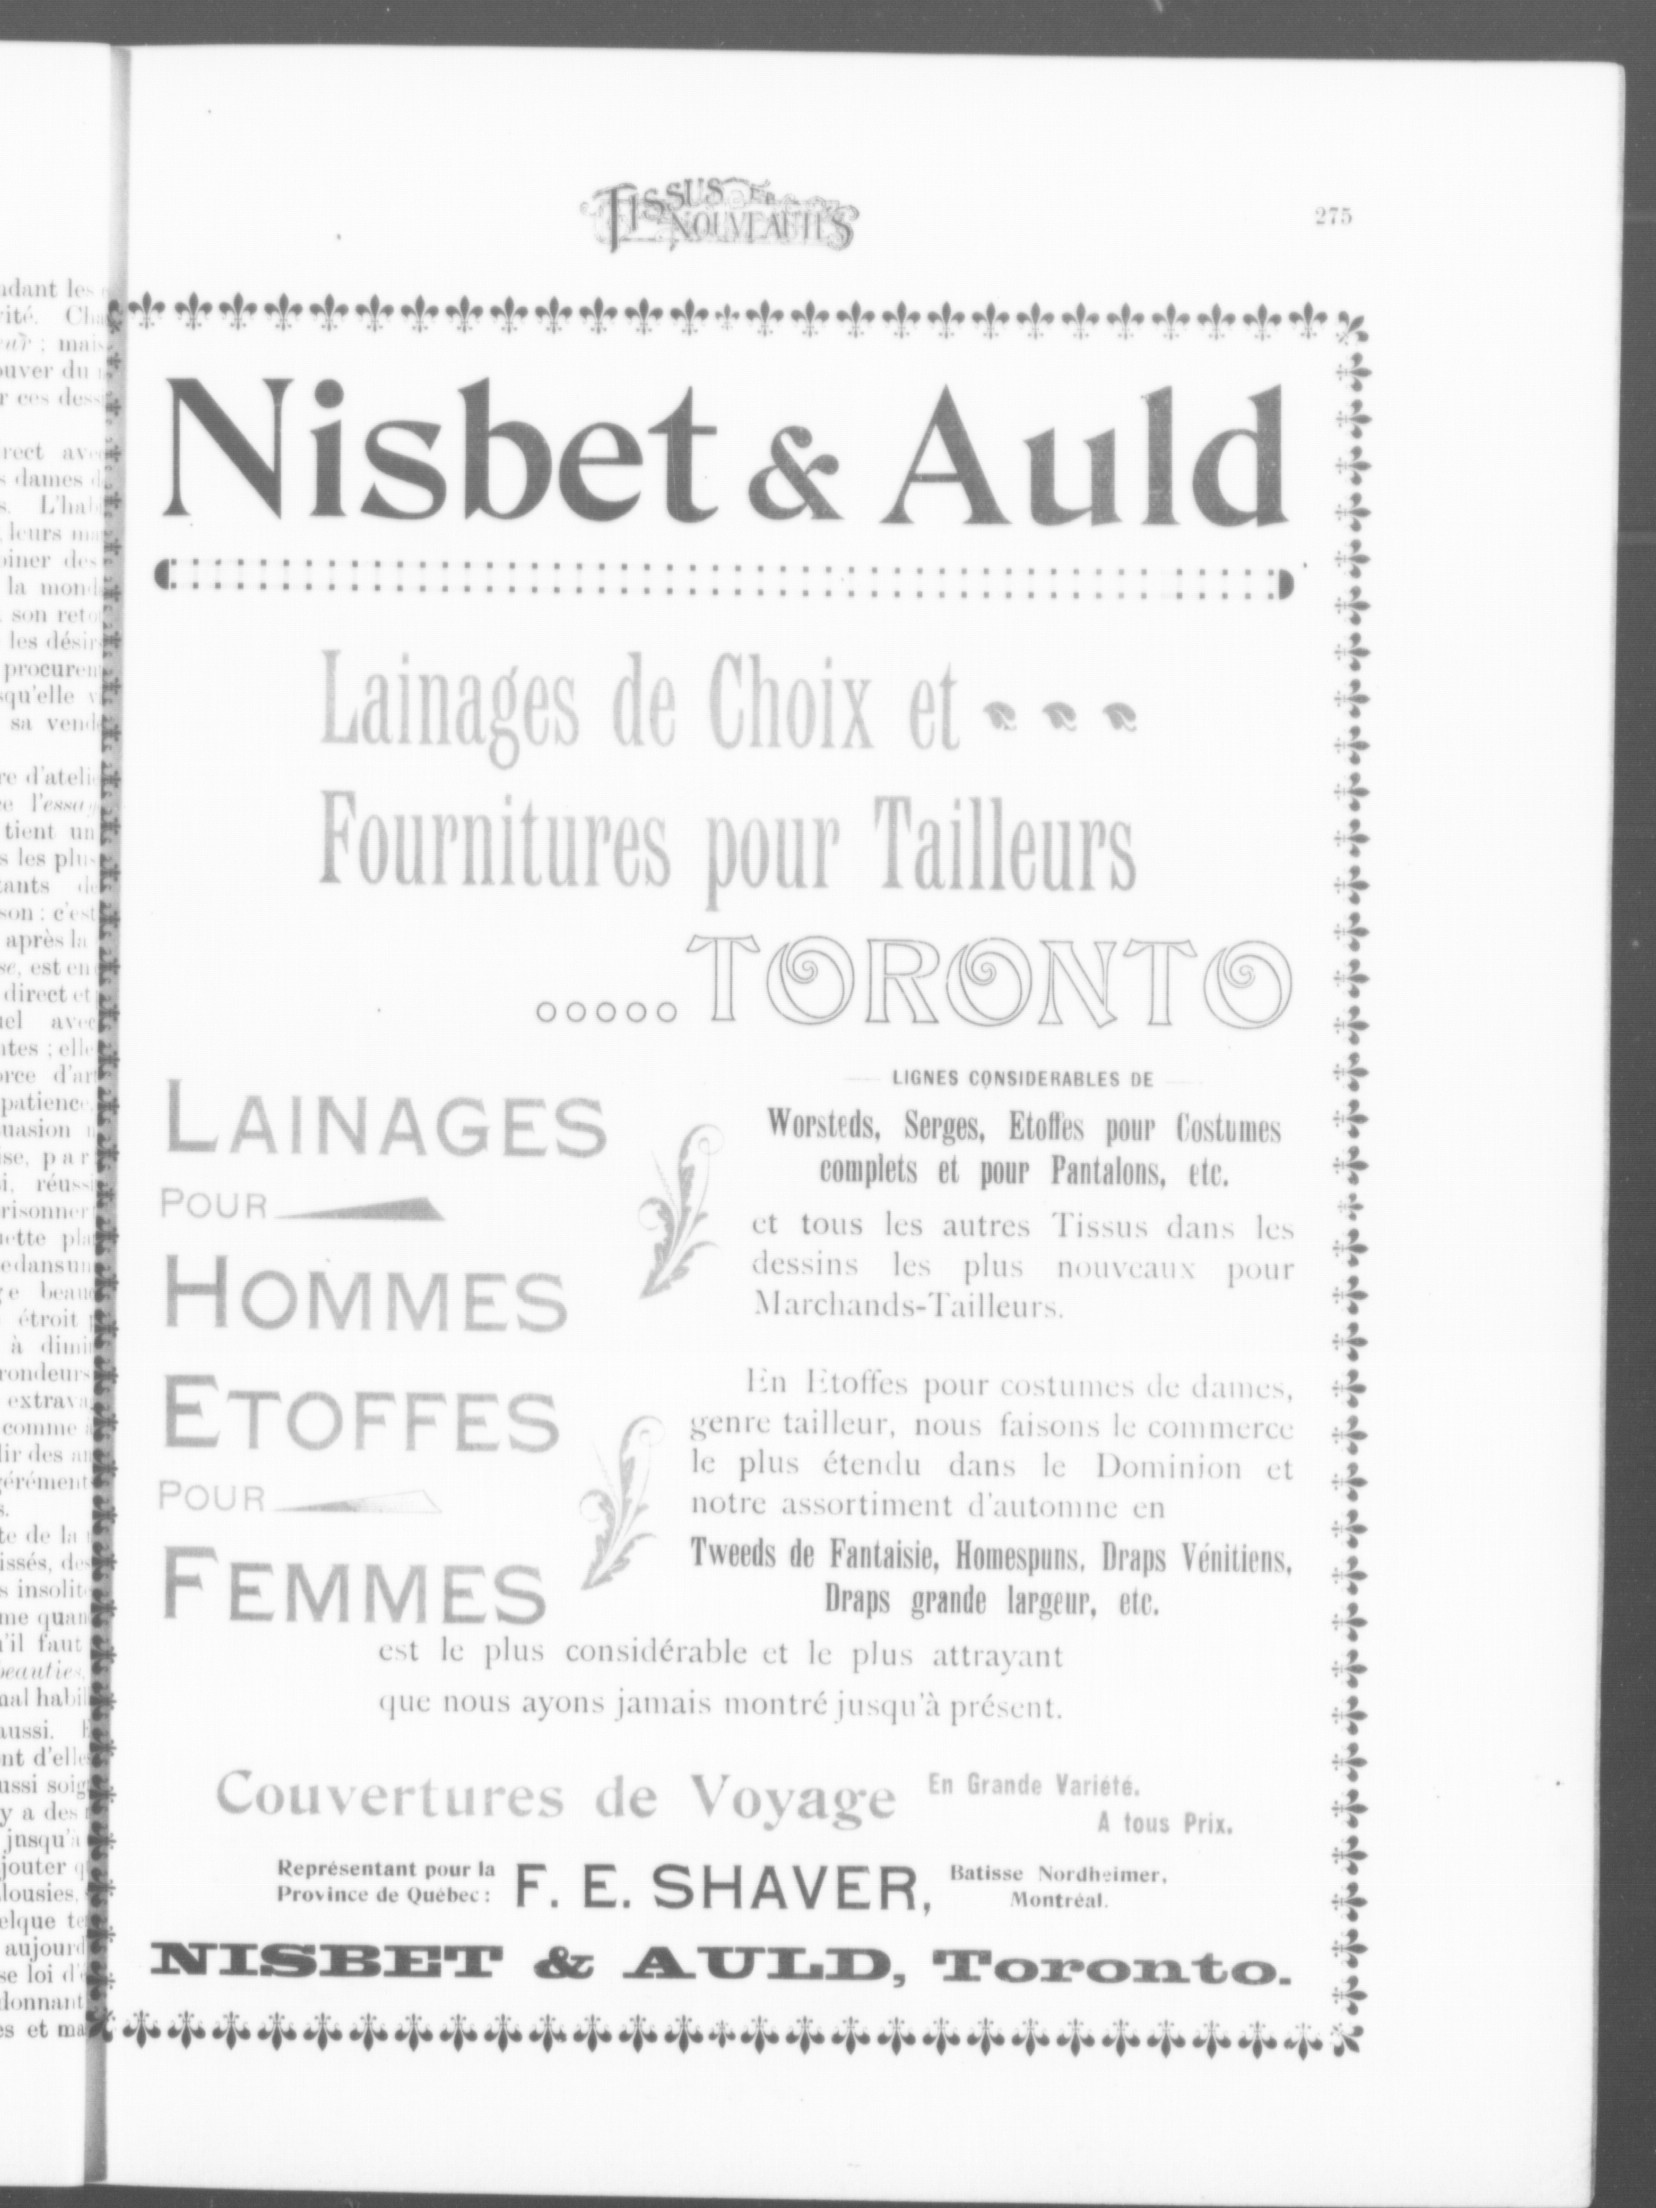 TISSUS ET NOUVEAUTÉS
275
Nisbet & Auld
Lainages de Choix et
Fournitures pour Tailleurs
.....TORONTO
LAINAGES
POUR
HOMMES
LIGNES CONSIDERABLES DE
Worsteds, Serges, Etoffes pour Costumes
complets et pour Pantalons, etc.
et tous les autres Tissus dans les
dessins les plus nouveaux pour
Marchands-Tailleurs.
ETOFFES
POUR
FEMMES
En Etoffes pour costumes de dames,
genre tailleur, nous faisons le commerce
le plus étendu dans le Dominion et
notre assortiment d'automne en
Tweeds de Fantaisie, Homespuns, Draps Vénitiens,
Draps grande largeur, etc.
est le plus considérable et le plus attrayant
que nous ayons jamais montré jusqu'à présent.
Couvertures de Voyage En Grande Variété.
A tous Prix.
Représentant pour la
Province de Québec:
F. E. SHAVER,
Batisse Nordheimer,
Montréal.
NISBET & AULD, Toronto.